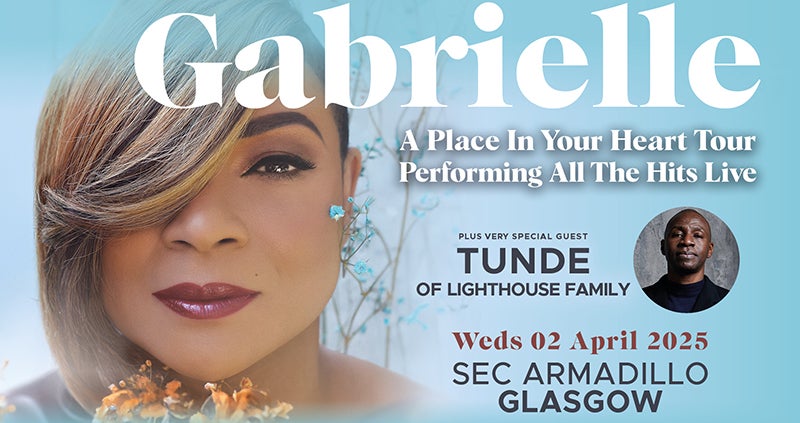 Gabrielle
A Place In Your Heart Tour
Performing All The Hits Live
PLUS VERY SPECIAL GUEST
TUNDE
OF LIGHTHOUSE FAMILY
Weds 02 April 2025
SEC ARMADILLO
GLASGOW